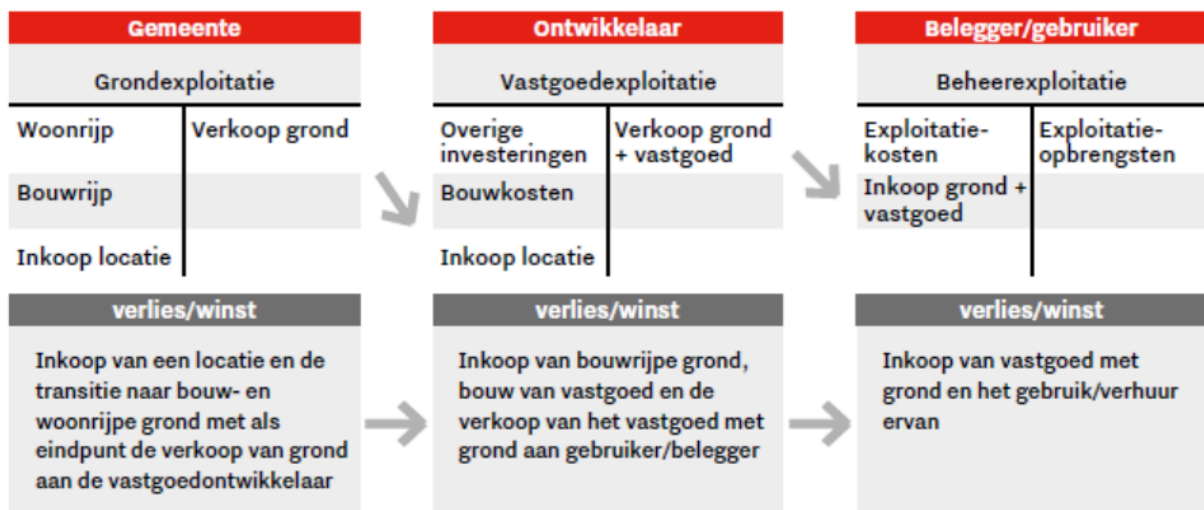 Gemeente
Grondexploitatie
Woonrijp
Verkoop grond
Bouwrijp
Inkoop locatie
verlies/winst
Inkoop van een locatie en de
transitie naar bouw- en
woonrijpe grond met als
eindpunt de verkoop van grond
aan de vastgoedontwikkelaar
Ontwikkelaar
Vastgoedexploitatie
Overige
investeringen
Verkoop grond
+ vastgoed
Bouwkosten
Inkoop locatie
verlies/winst
Inkoop van bouwrijpe grond,
bouw van vastgoed en de
verkoop van het vastgoed met
grond aan gebruiker/belegger
Belegger/gebruiker
Beheerexploitatie
Exploitatie-
kosten
Exploitatie-
opbrengsten
Inkoop grond +
vastgoed
verlies/winst
Inkoop van vastgoed met
grond en het gebruik/verhuur
ervan